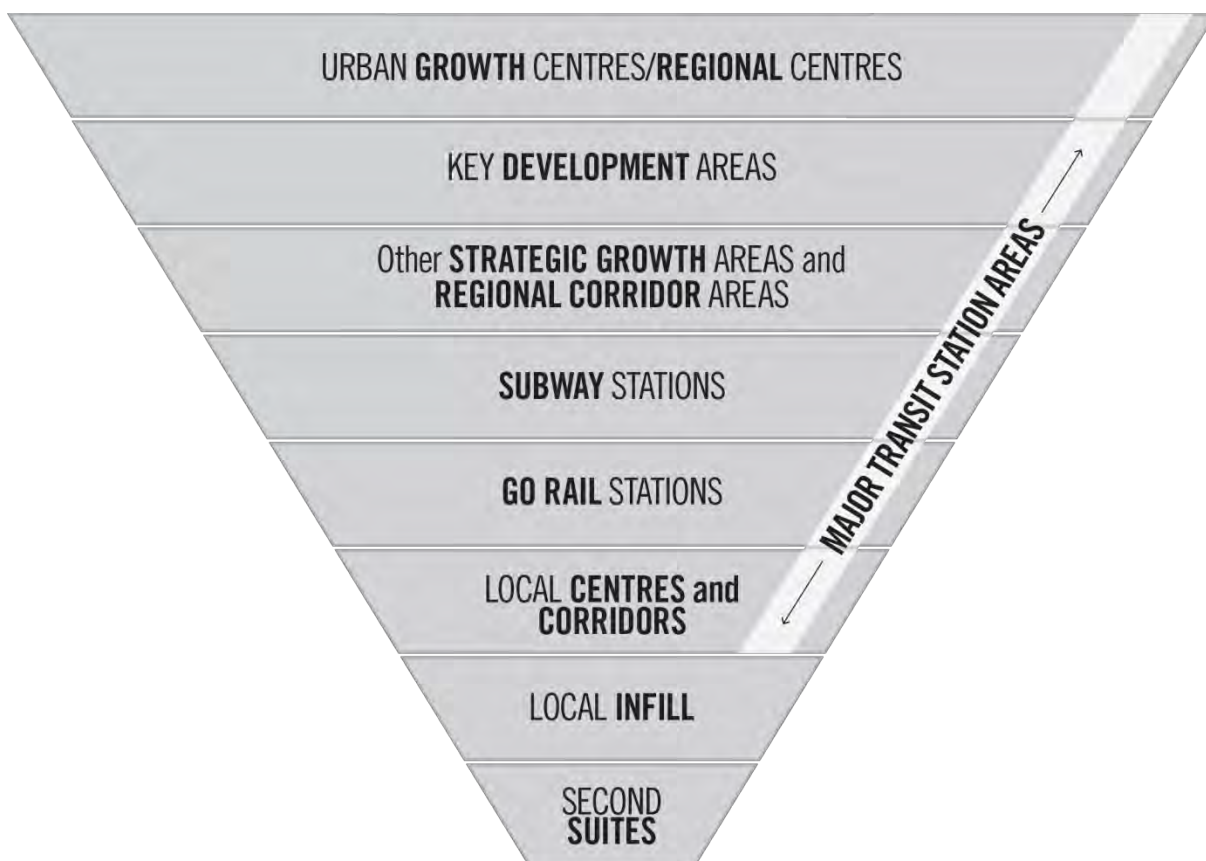 URBAN GROWTH CENTRES/REGIONAL CENTRES
KEY DEVELOPMENT AREAS
Other STRATEGIC GROWTH AREAS and
REGIONAL CORRIDOR AREAS
SUBWAY STATIONS
GO RAIL STATIONS
LOCAL CENTRES and
CORRIDORS
LOCAL INFILL
SECOND
SUITES
MAJOR TRANSIT STATION AREAS